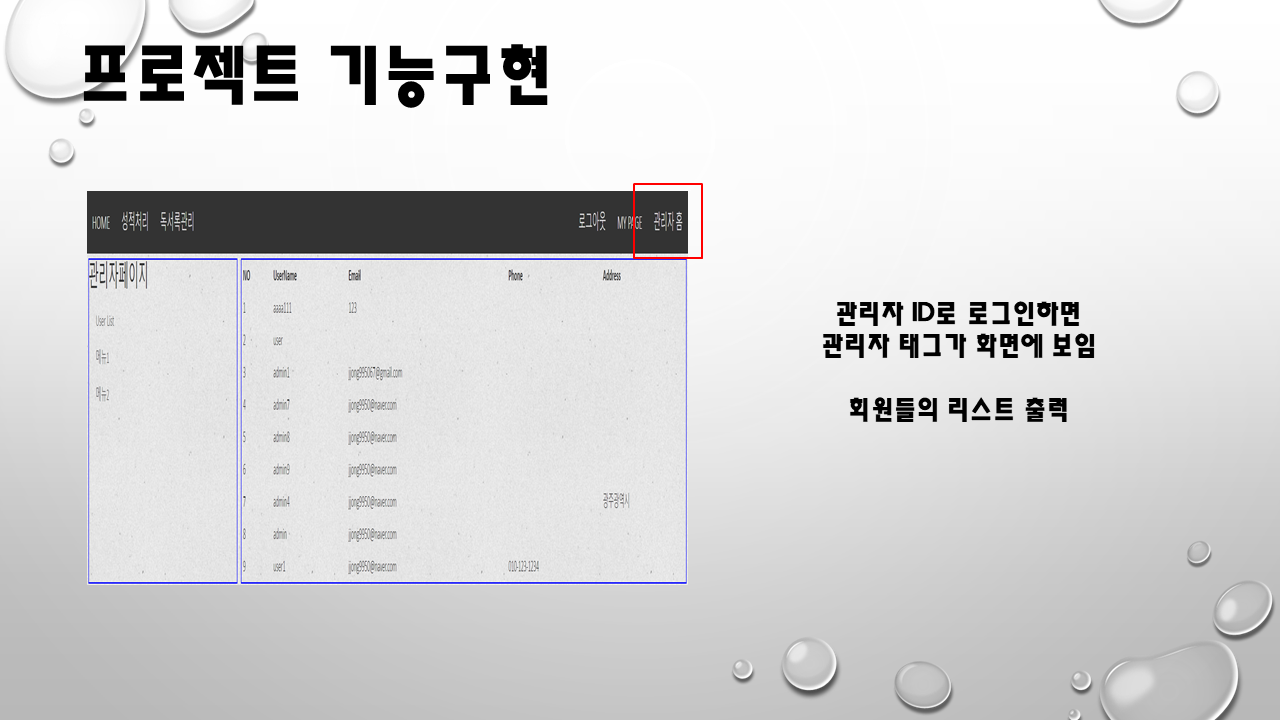 프로젝트 기능구현
HOME 성적처리 독서록관리 로그아웃 MY PAGE 관리자 홈
관리자페이지
User List
메뉴1
메뉴2
NO UserName Email Phone Address
1 aaaa111 123
2 user
3 admin1 jjong995067@gmail.com
4 admin7 jjong9950@naver.com
5 admin8 jjong9950@naver.com
6 admin9 jjong9950@naver.com
7 admin4 jjong9950@naver.com 광주광역시
8 admin jjong9950@naver.com
9 user1 jjong9950@naver.com 010-123-1234
관리자 ID로 로그인하면
관리자 태그가 화면에 보임
회원들의 리스트 출력